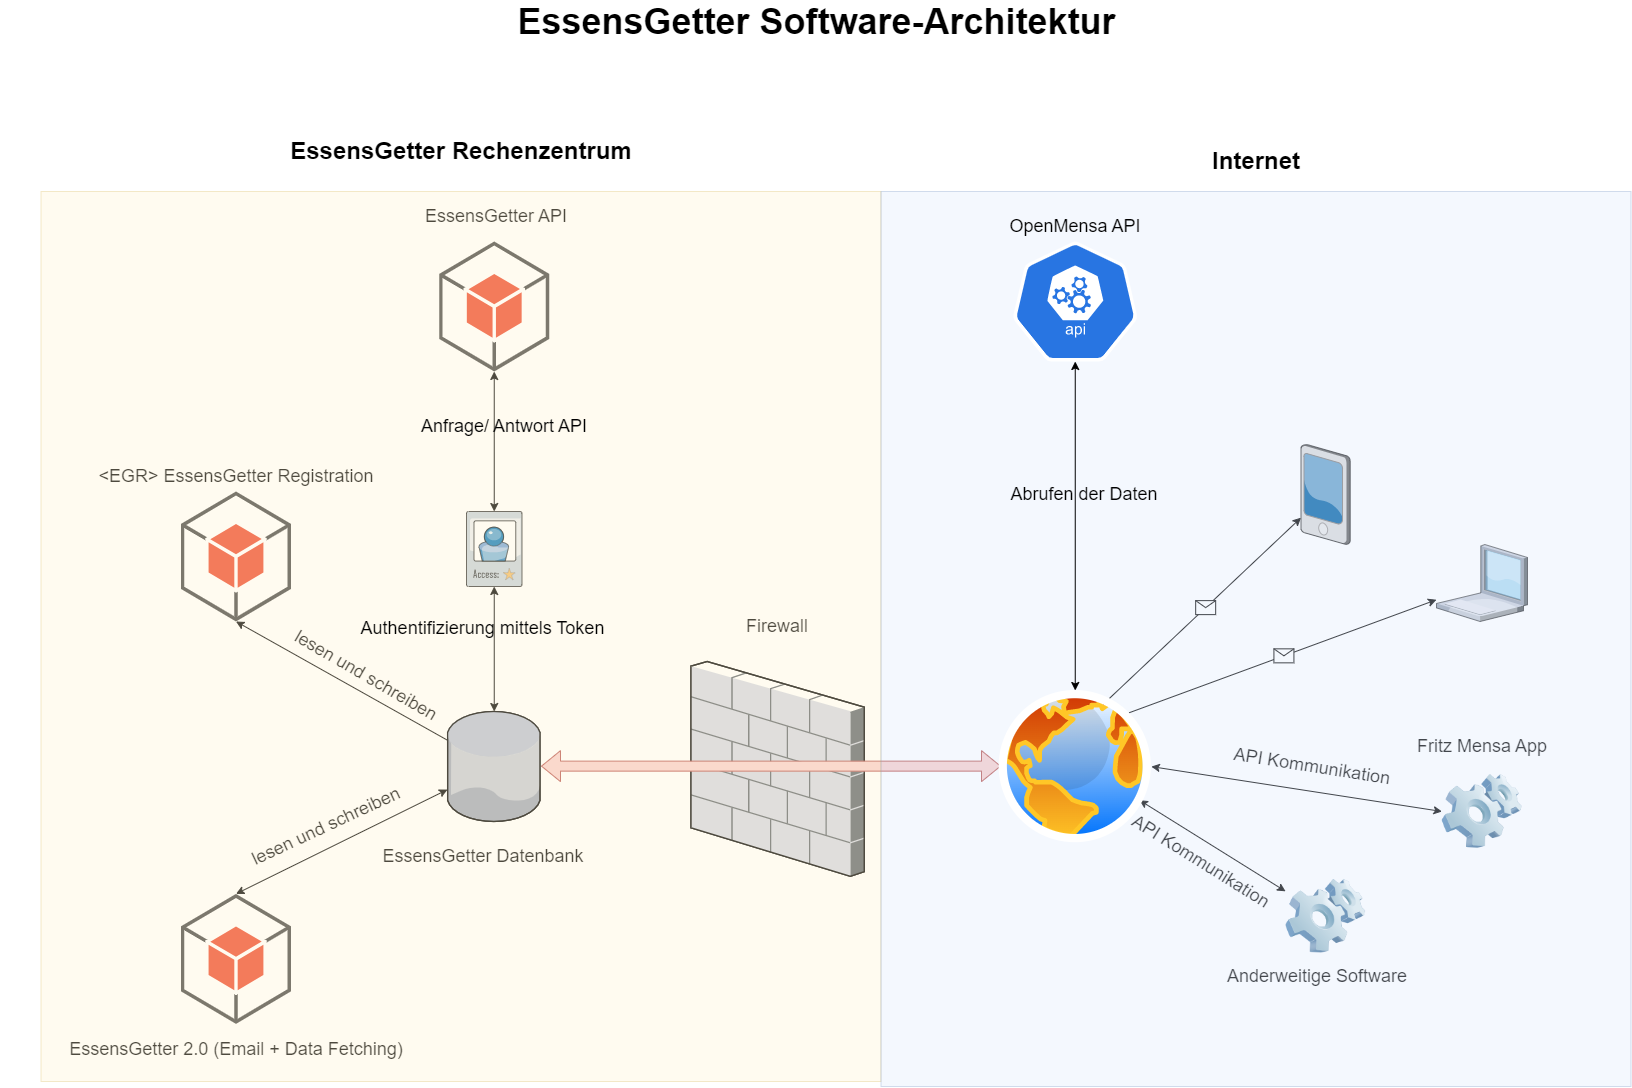 EssensGetter Software-Architektur
EssensGetter Rechenzentrum
Internet
EssensGetter API
OpenMensa API
api
Anfrage/ Antwort API
<EGR> EssensGetter Registration
Abrufen der Daten
Access:
Authentifizierung mittels Token
Firewall
lesen und schreiben
Fritz Mensa App
API Kommunikation
lesen und schreiben
API Kommunikation
EssensGetter Datenbank
Anderweitige Software
EssensGetter 2.0 (Email + Data Fetching)